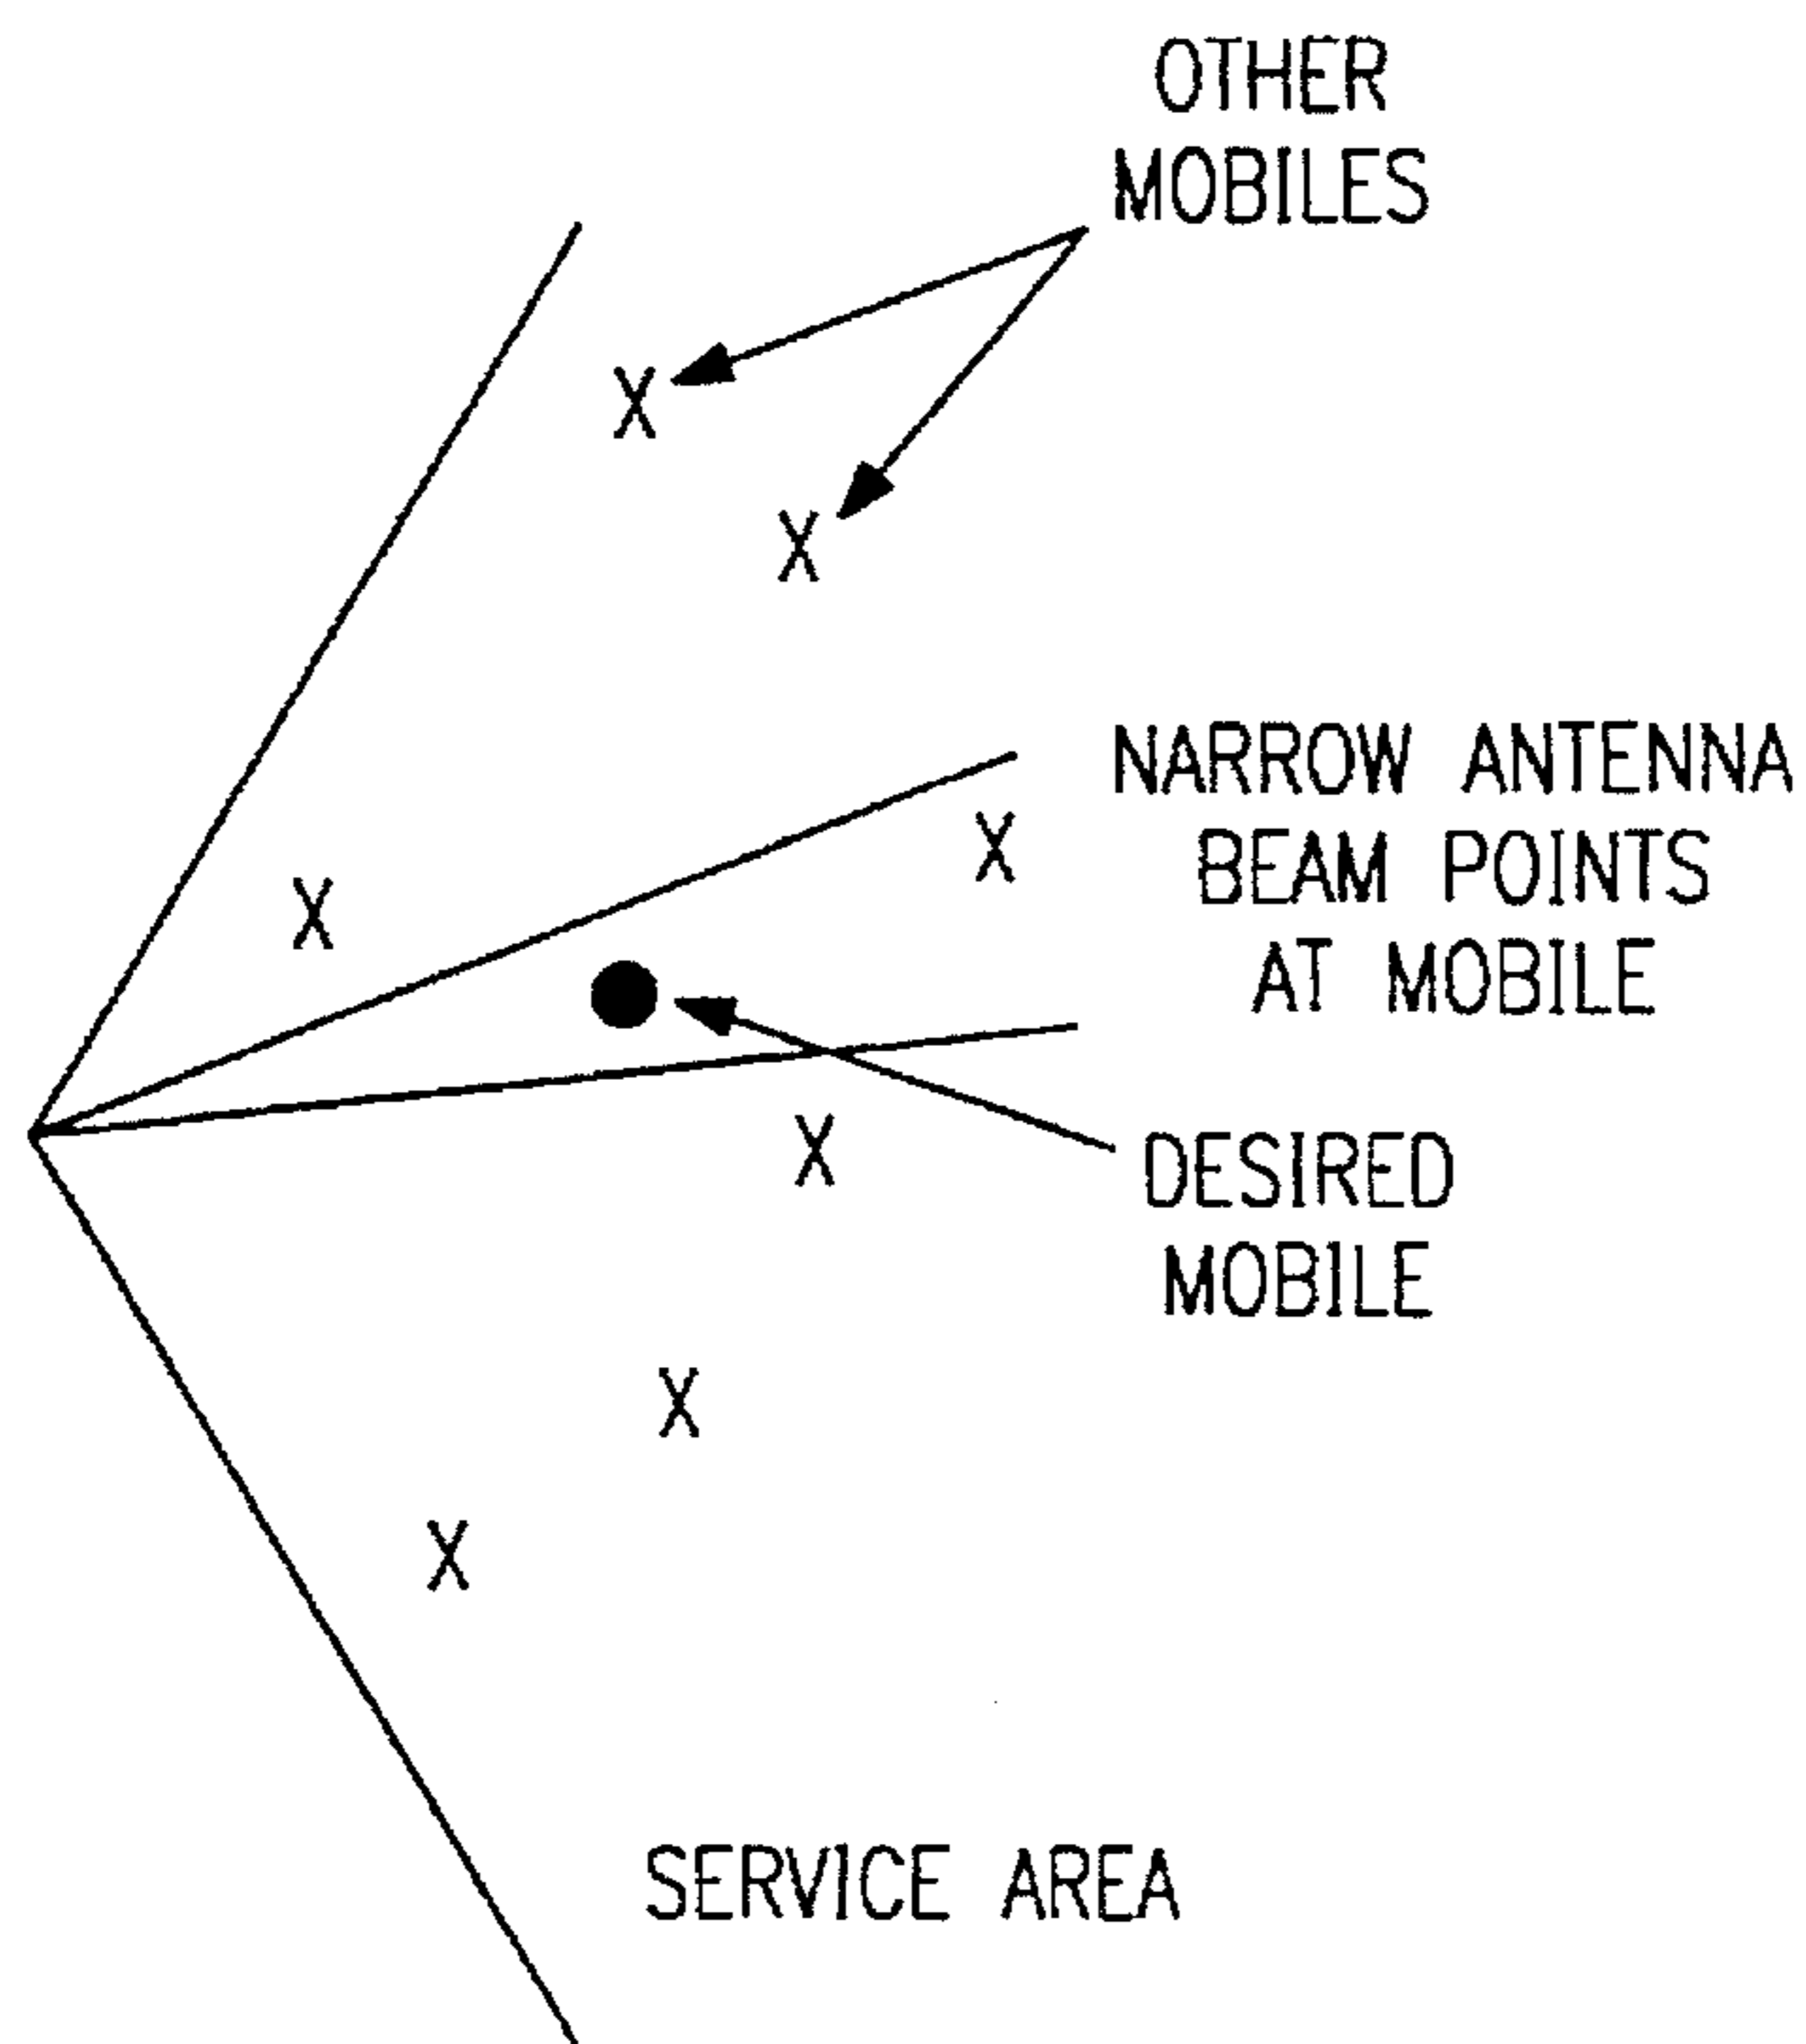 OTHER
MOBILES
X
X
NARROW ANTENNA
BEAM POINTS
AT MOBILE
X
X
X
DESIRED
MOBILE
X
X
SERVICE AREA